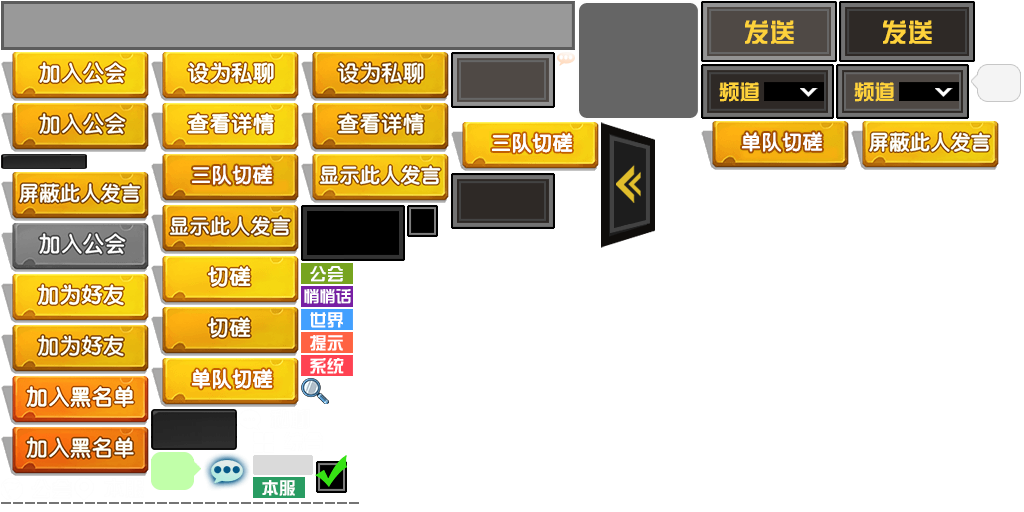 发送
发送
加入公会
设为私聊
设为私聊
频道
频道
加入公会
查看详情
查看详情
三队切磋
单队切磋
屏蔽此人发言
屏蔽此人发言
三队切磋
显示此人发言
加入公会
显示此人发言
加为好友
切磋
公会
悄悄话
加为好友
切磋
世界
提示
系统
加入黑名单
单队切磋
加入黑名单
本服